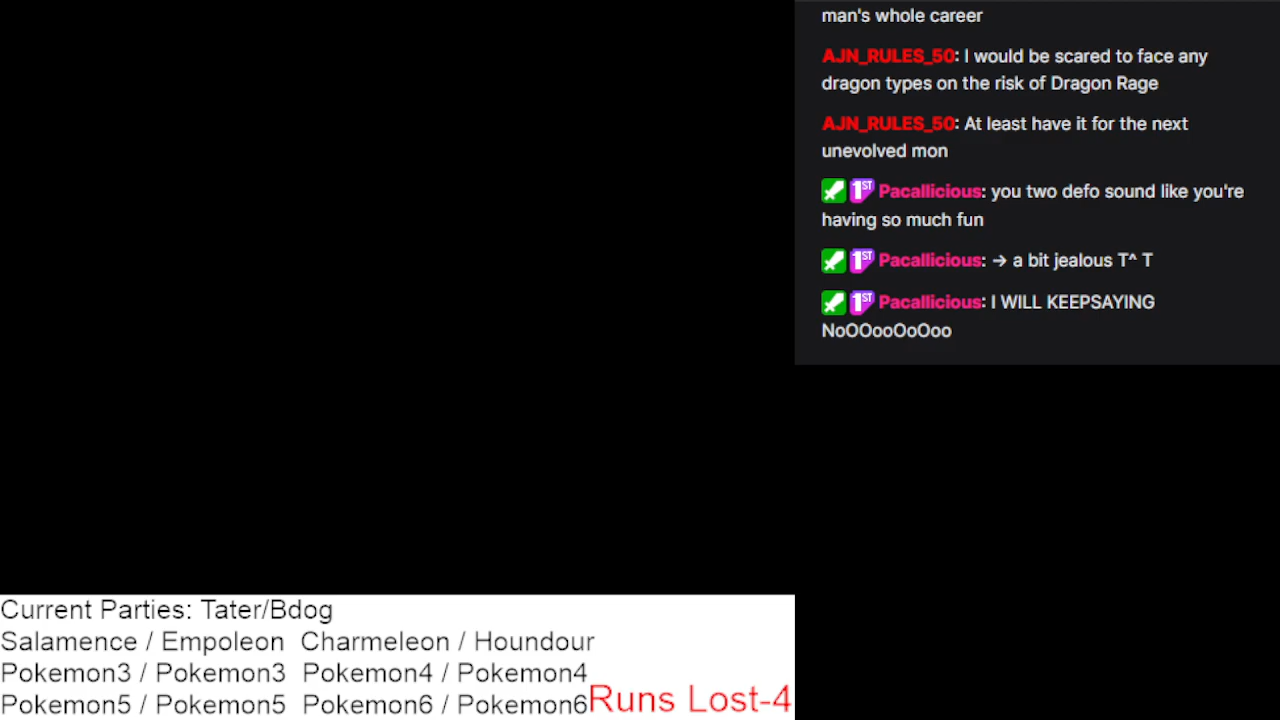 man's whole career
AJN_RULES_50: I would be scared to face any
dragon types on the risk of Dragon Rage
AJN_RULES_50: At least have it for the next
unevolved mon
1ST Pacallicious: you two defo sound like you're
having so much fun
1ST Pacallicious: → a bit jealous T^ T
1ST Pacallicious: I WILL KEEPSAYING
NoOOooOoOoo
Current Parties: Tater/Bdog
Salamence / Empoleon Charmeleon / Houndour
Pokemon3 / Pokemon3 Pokemon4 / Pokemon4
Pokemon5 / Pokemon5 Pokemon6 / Pokemon6
Runs Lost-4